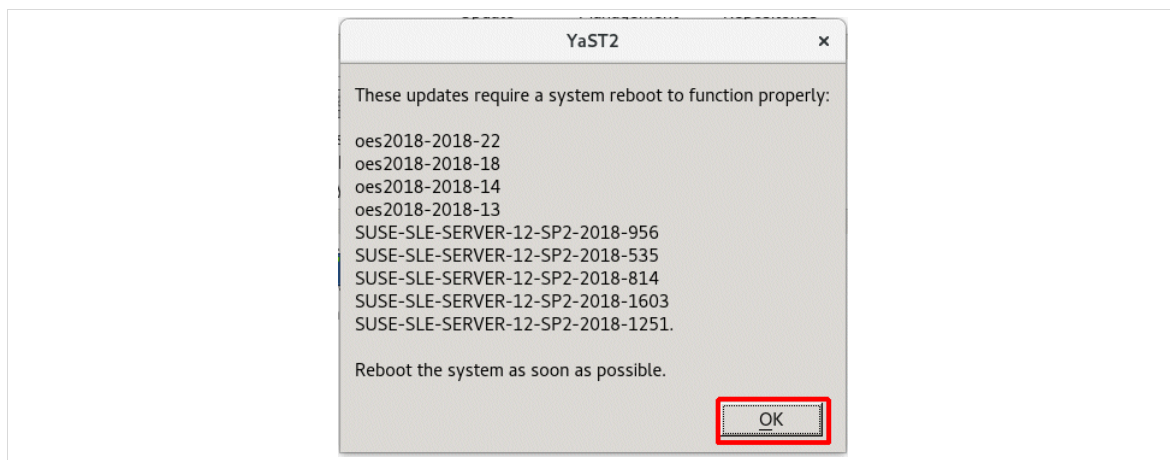 YaST2
These updates require a system reboot to function properly:
oes2018-2018-22
oes2018-2018-18
oes2018-2018-14
oes2018-2018-13
SUSE-SLE-SERVER-12-SP2-2018-956
SUSE-SLE-SERVER-12-SP2-2018-535
SUSE-SLE-SERVER-12-SP2-2018-814
SUSE-SLE-SERVER-12-SP2-2018-1603
SUSE-SLE-SERVER-12-SP2-2018-1251.
Reboot the system as soon as possible.
OK